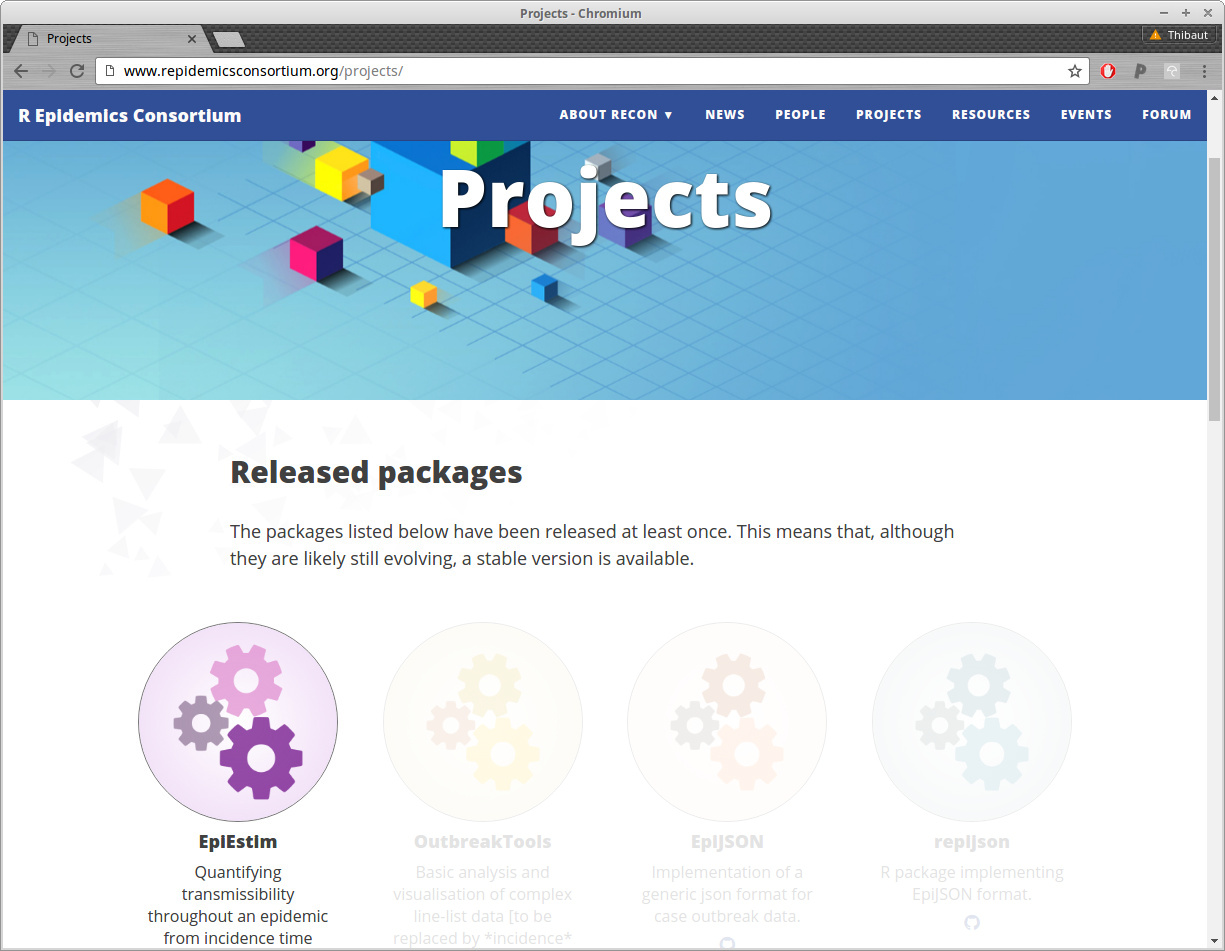 Projects - Chromium
Projects
Thibaut
www.repidemicsconsortium.org/projects/
R Epidemics Consortium
ABOUT RECON ▼ NEWS PEOPLE PROJECTS RESOURCES EVENTS FORUM
Projects
Released packages
The packages listed below have been released at least once. This means that, although
they are likely still evolving, a stable version is available.
EpiEstim
Quantifying
transmissibility
throughout an epidemic
from incidence time
OutbreakTools
Basic analysis and
visualisation of complex
line-list data [to be
replaced by *incidence*
EpiJSON
Implementation of a
generic json format for
case outbreak data.
repijson
R package implementing
EpiJSON format.